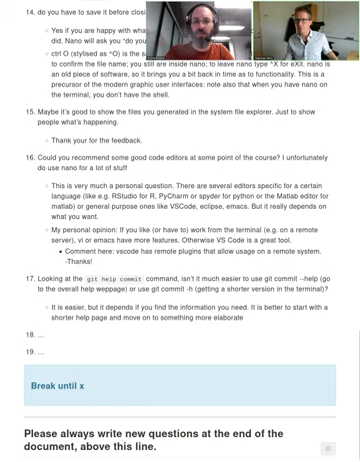 14. do you have to save it before closi
Yes if you are happy with wha
did. Nano will ask you 'do you
ctrl O (stylised as ^O) is the s
to confirm the file name; you still are inside nano; to leave nano type ^X for eXit. nano is
an old piece of software, so it brings you a bit back in time as to functionality. This is a
precursor of the modern graphic user interfaces: note also that when you have nano on
the terminal, you don't have the shell.
15. Maybe it's good to show the files you generated in the system file explorer. Just to show
people what's happening.
Thank your for the feedback.
16. Could you recommend some good code editors at some point of the course? I unfortunately
do use nano for a lot of stuff
This is very much a personal question. There are several editors specific for a certain
language (like e.g. RStudio for R, PyCharm or spyder for python or the Matlab editor for
matlab) or general purpose ones like VSCode, eclipse, emacs. But it really depends on
what you want.
My personal opinion: If you like (or have to) work from the terminal (e.g. on a remote
server), vi or emacs have more features. Otherwise VS Code is a great tool.
Comment here: vscode has remote plugins that allow usage on a remote system.
-Thanks!
17. Looking at the git help commit command, isn't it much easier to use git commit --help (go
to the overall help weppage) or use git commit -h (getting a shorter version in the terminal)?
It is easier, but it depends if you find the information you need. It is better to start with a
shorter help page and move on to something more elaborate
18. ...
19. ...
Break until x
Please always write new questions at the end of the
document, above this line.